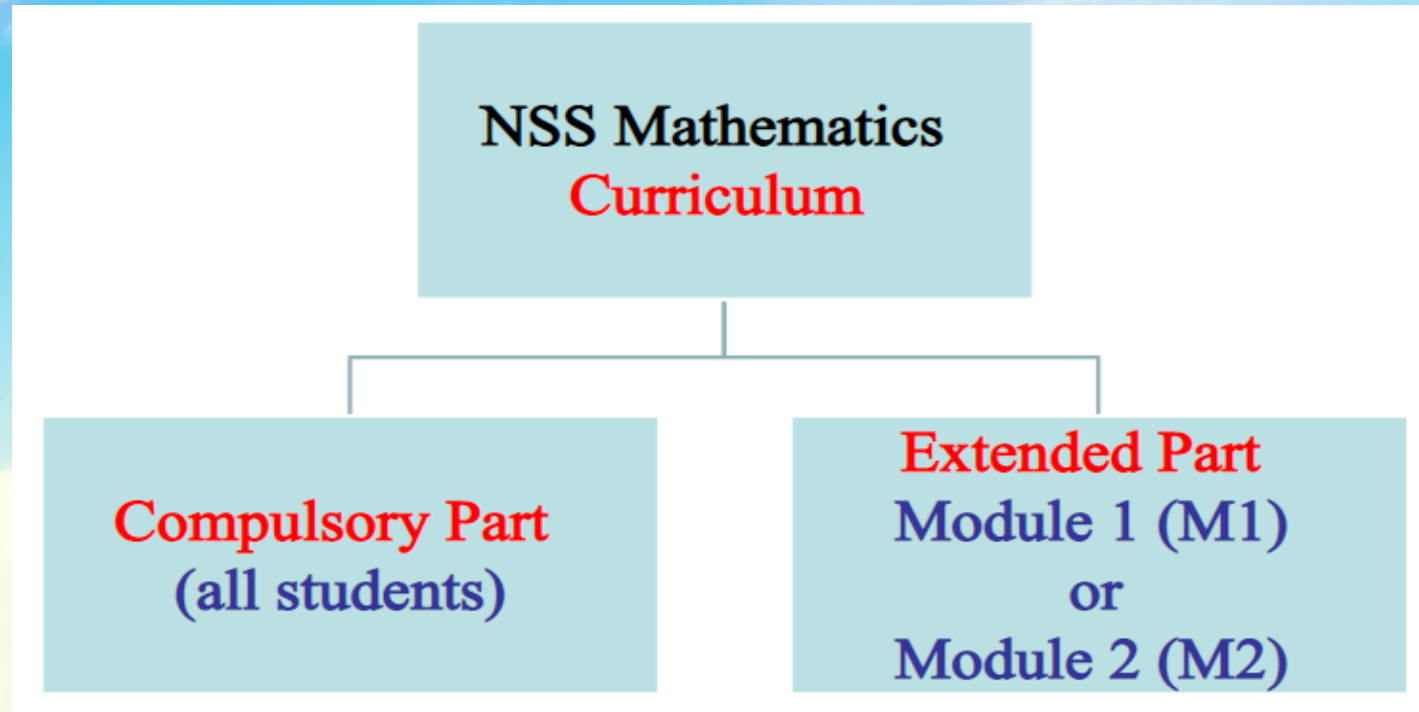 NSS Mathematics
Curriculum
Compulsory Part
(all students)
Extended Part
Module 1 (M1)
or
Module 2 (M2)